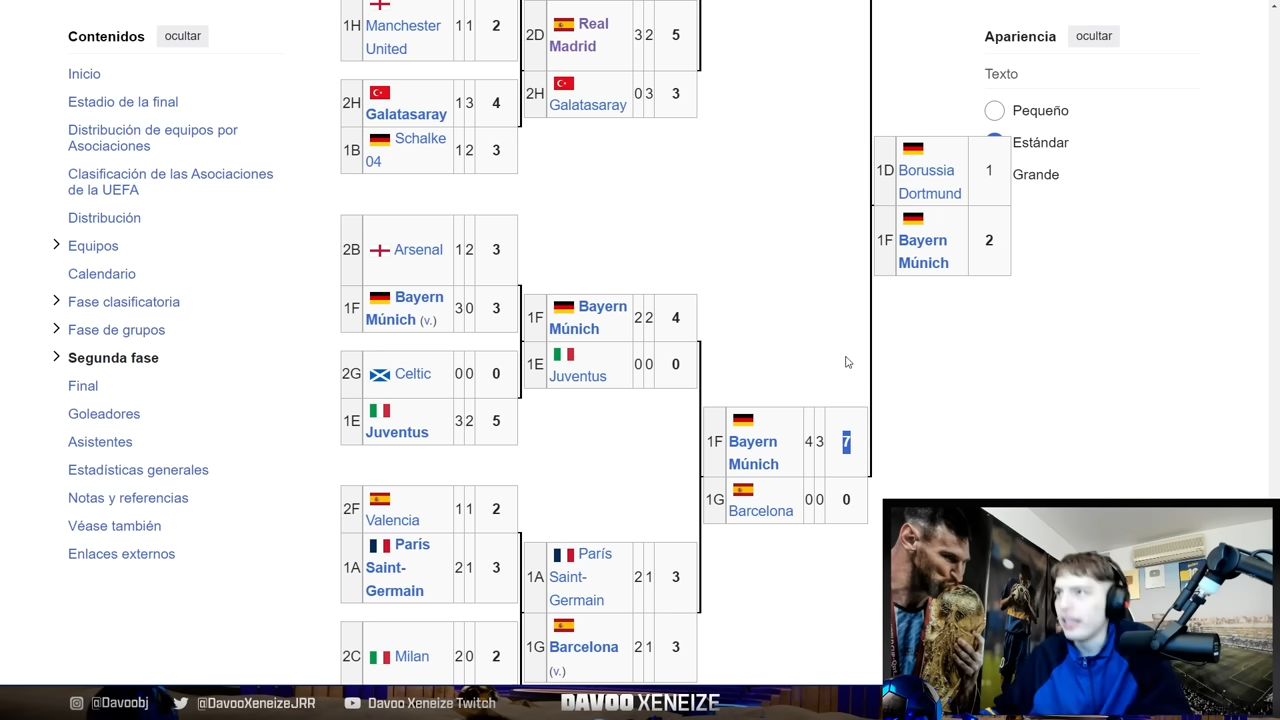 Contenidos
ocultar
Inicio
Estadio de la final
Distribución de equipos por
Asociaciones
Clasificación de las Asociaciones
de la UEFA
Distribución
Equipos
Calendario
Fase clasificatoria
Fase de grupos
Segunda fase
Final
Goleadores
Asistentes
Estadísticas generales
Notas y referencias
Véase también
Enlaces externos
1H Manchester United 1 1 2
2H Galatasaray 1 3 4
1B Schalke 04 1 2 3
2B Arsenal 1 2 3
1F Bayern Múnich (v.) 3 0 3
2G Celtic 0 0 0
1E Juventus 3 2 5
2F Valencia 1 1 2
1A París Saint-Germain 2 1 3
2C Milan 2 0 2
2D Real Madrid 3 2 5
2H Galatasaray 0 3 3
1F Bayern Múnich 2 2 4
1E Juventus 0 0 0
1A París Saint-Germain 2 1 3
1G Barcelona (v.) 2 1 3
1F Bayern Múnich 4 3 7
1G Barcelona 0 0 0
1D Borussia Dortmund 1
1F Bayern Múnich 2
Apariencia
ocultar
Texto
Pequeño
Estándar
Grande
@Davoobj
@DavooXeneizeJRR
Davoo Xeneize Twitch
DAVOO XENEIZE